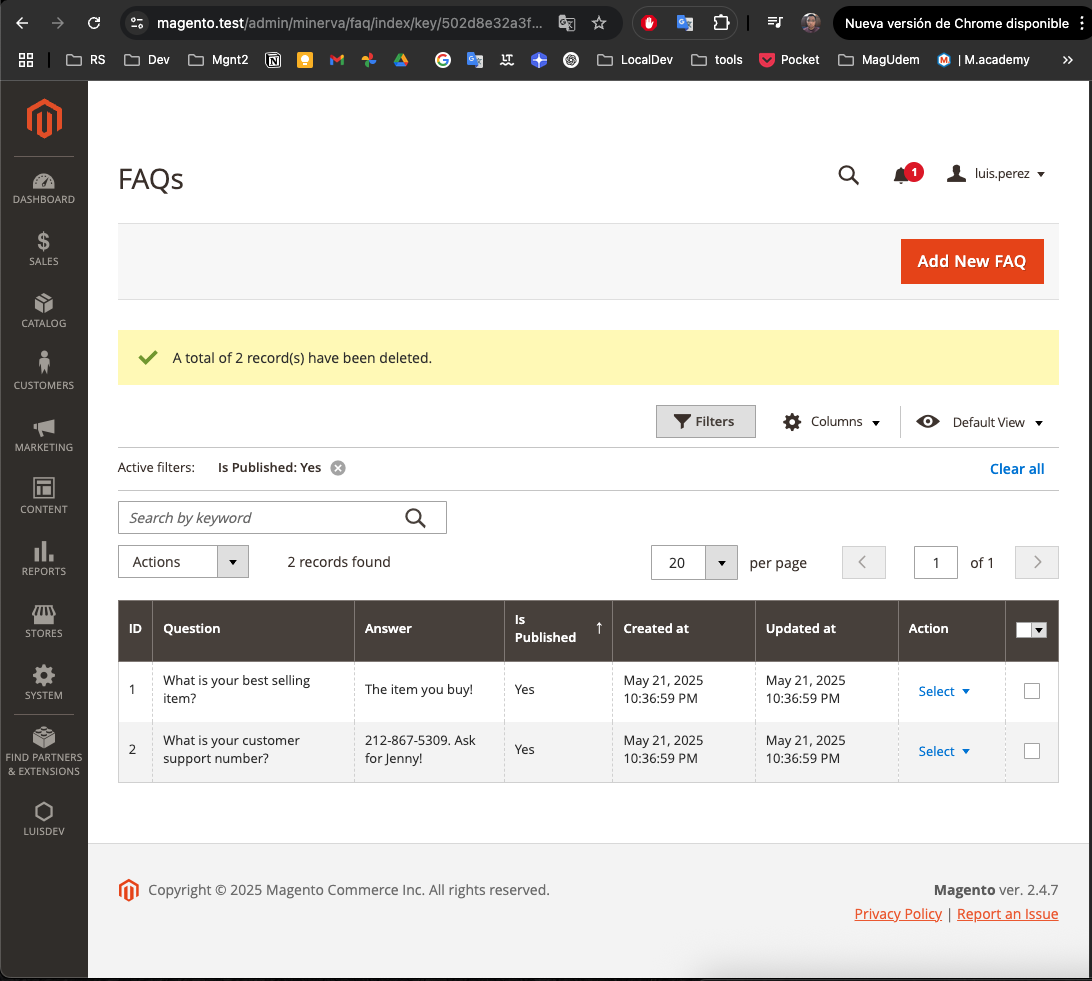 magento.test/admin/minerva/faq/index/key/502d8e32a3f...
Nueva versión de Chrome disponible
RS
Dev
Mgnt2
LocalDev
tools
Pocket
MagUdem
| M.academy
DASHBOARD
SALES
CATALOG
CUSTOMERS
MARKETING
CONTENT
REPORTS
STORES
SYSTEM
FIND PARTNERS
& EXTENSIONS
LUISDEV
FAQs
1
luis.perez
Add New FAQ
A total of 2 record(s) have been deleted.
Filters
Columns
Default View
Active filters:
Is Published: Yes
Clear all
Search by keyword
Actions
2 records found
20
per page
1
of 1
ID
Question
Answer
Is
Published
↑
Created at
Updated at
Action
1
What is your best selling
item?
The item you buy!
Yes
May 21, 2025
10:36:59 PM
May 21, 2025
10:36:59 PM
Select
2
What is your customer
support number?
212-867-5309. Ask
for Jenny!
Yes
May 21, 2025
10:36:59 PM
May 21, 2025
10:36:59 PM
Select
Copyright © 2025 Magento Commerce Inc. All rights reserved.
Magento ver. 2.4.7
Privacy Policy | Report an Issue